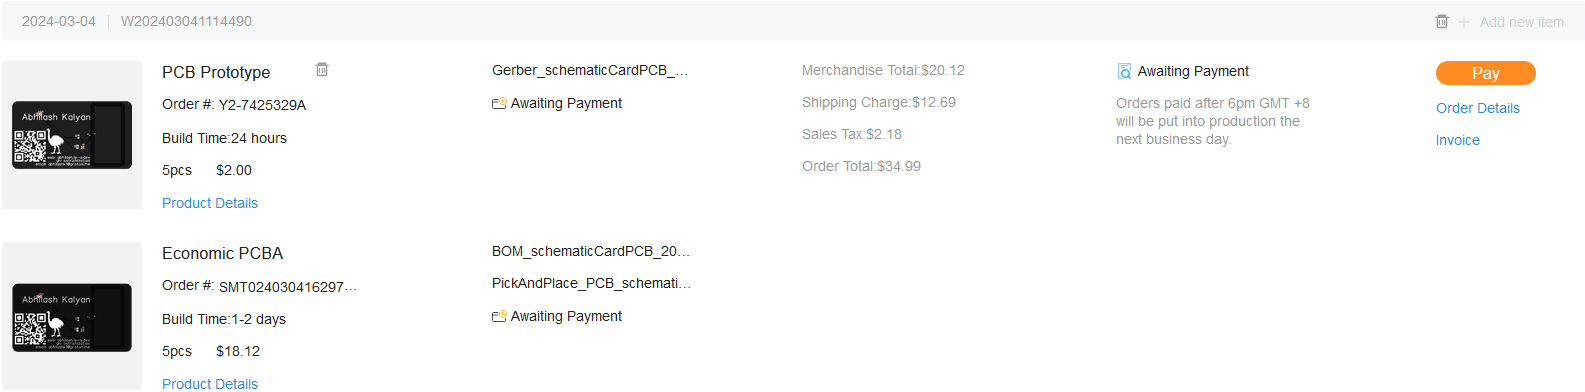 2024-03-04 | W202403041114490
+ Add new item
PCB Prototype
Order #: Y2-7425329A
Build Time:24 hours
5pcs $2.00
Product Details
Gerber_schematicCardPCB_...
Awaiting Payment
Merchandise Total:$20.12
Shipping Charge:$12.69
Sales Tax:$2.18
Order Total:$34.99
Awaiting Payment
Orders paid after 6pm GMT +8
will be put into production the
next business day.
Pay
Order Details
Invoice
Abhilash Kalyan
Economic PCBA
Order #: SMT024030416297...
Build Time:1-2 days
5pcs $18.12
Product Details
BOM_schematicCardPCB_20...
PickAndPlace_PCB_schemati...
Awaiting Payment
Abhilash Kalyan